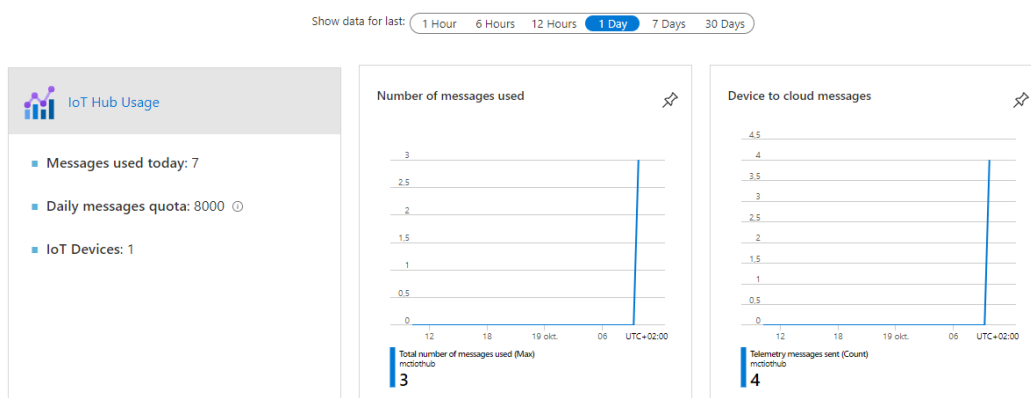 Show data for last: 1 Hour 6 Hours 12 Hours 1 Day 7 Days 30 Days
IoT Hub Usage
Messages used today: 7
Daily messages quota: 8000
IoT Devices: 1
Number of messages used
3
2,5
2
1,5
1
0,5
0
12 18 19 okt. 06 UTC+02:00
Total number of messages used (Max)
mctiothub
3
Device to cloud messages
4,5
4
3,5
3
2,5
2
1,5
1
0,5
0
12 18 19 okt. 06 UTC+02:00
Telemetry messages sent (Count)
mctiothub
4